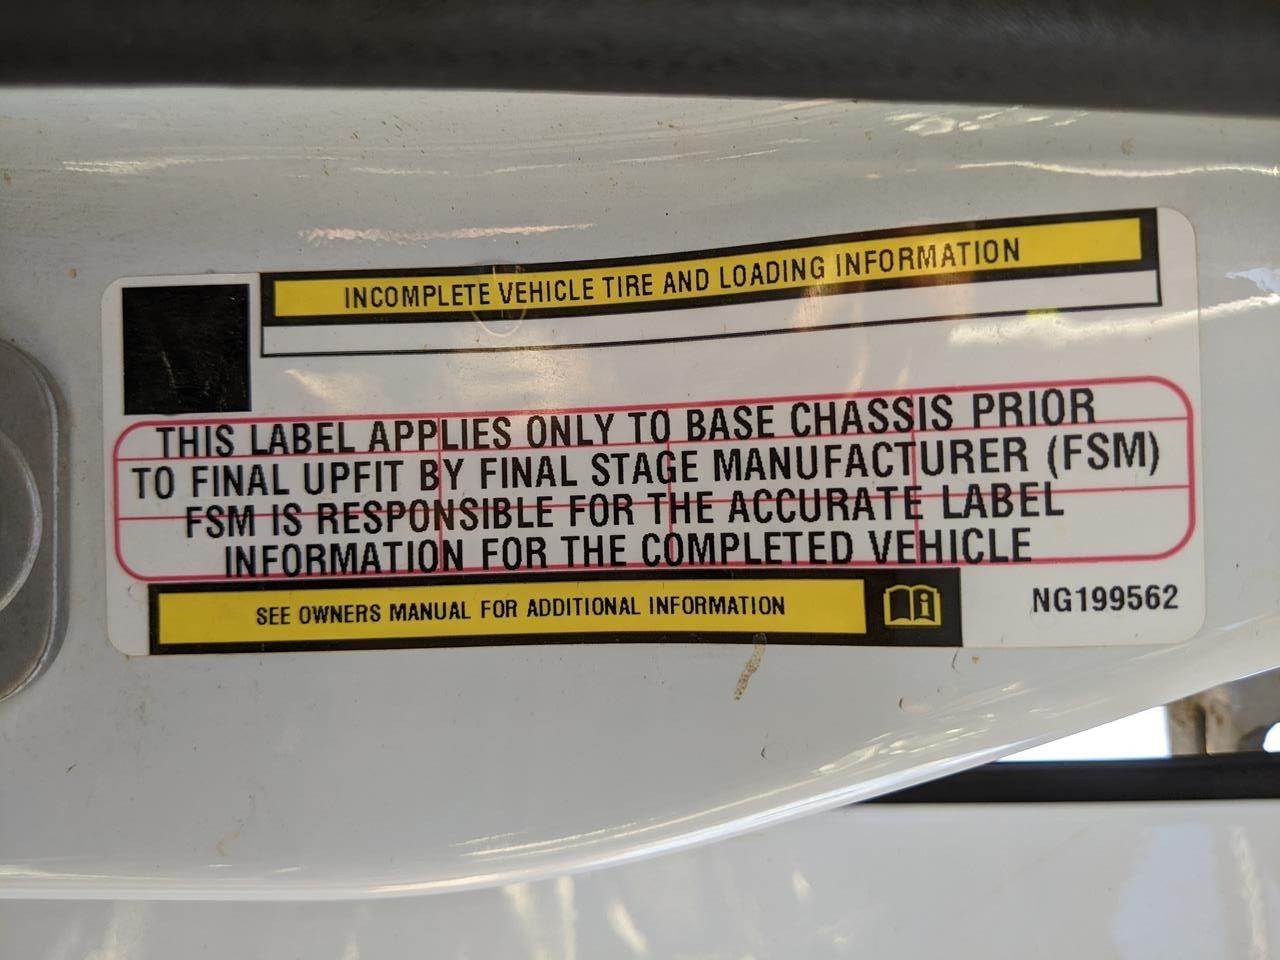 INCOMPLETE VEHICLE TIRE AND LOADING INFORMATION
THIS LABEL APPLIES ONLY TO BASE CHASSIS PRIOR
TO FINAL UPFIT BY FINAL STAGE MANUFACTURER (FSM)
FSM IS RESPONSIBLE FOR THE ACCURATE LABEL
INFORMATION FOR THE COMPLETED VEHICLE
SEE OWNERS MANUAL FOR ADDITIONAL INFORMATION
NG199562